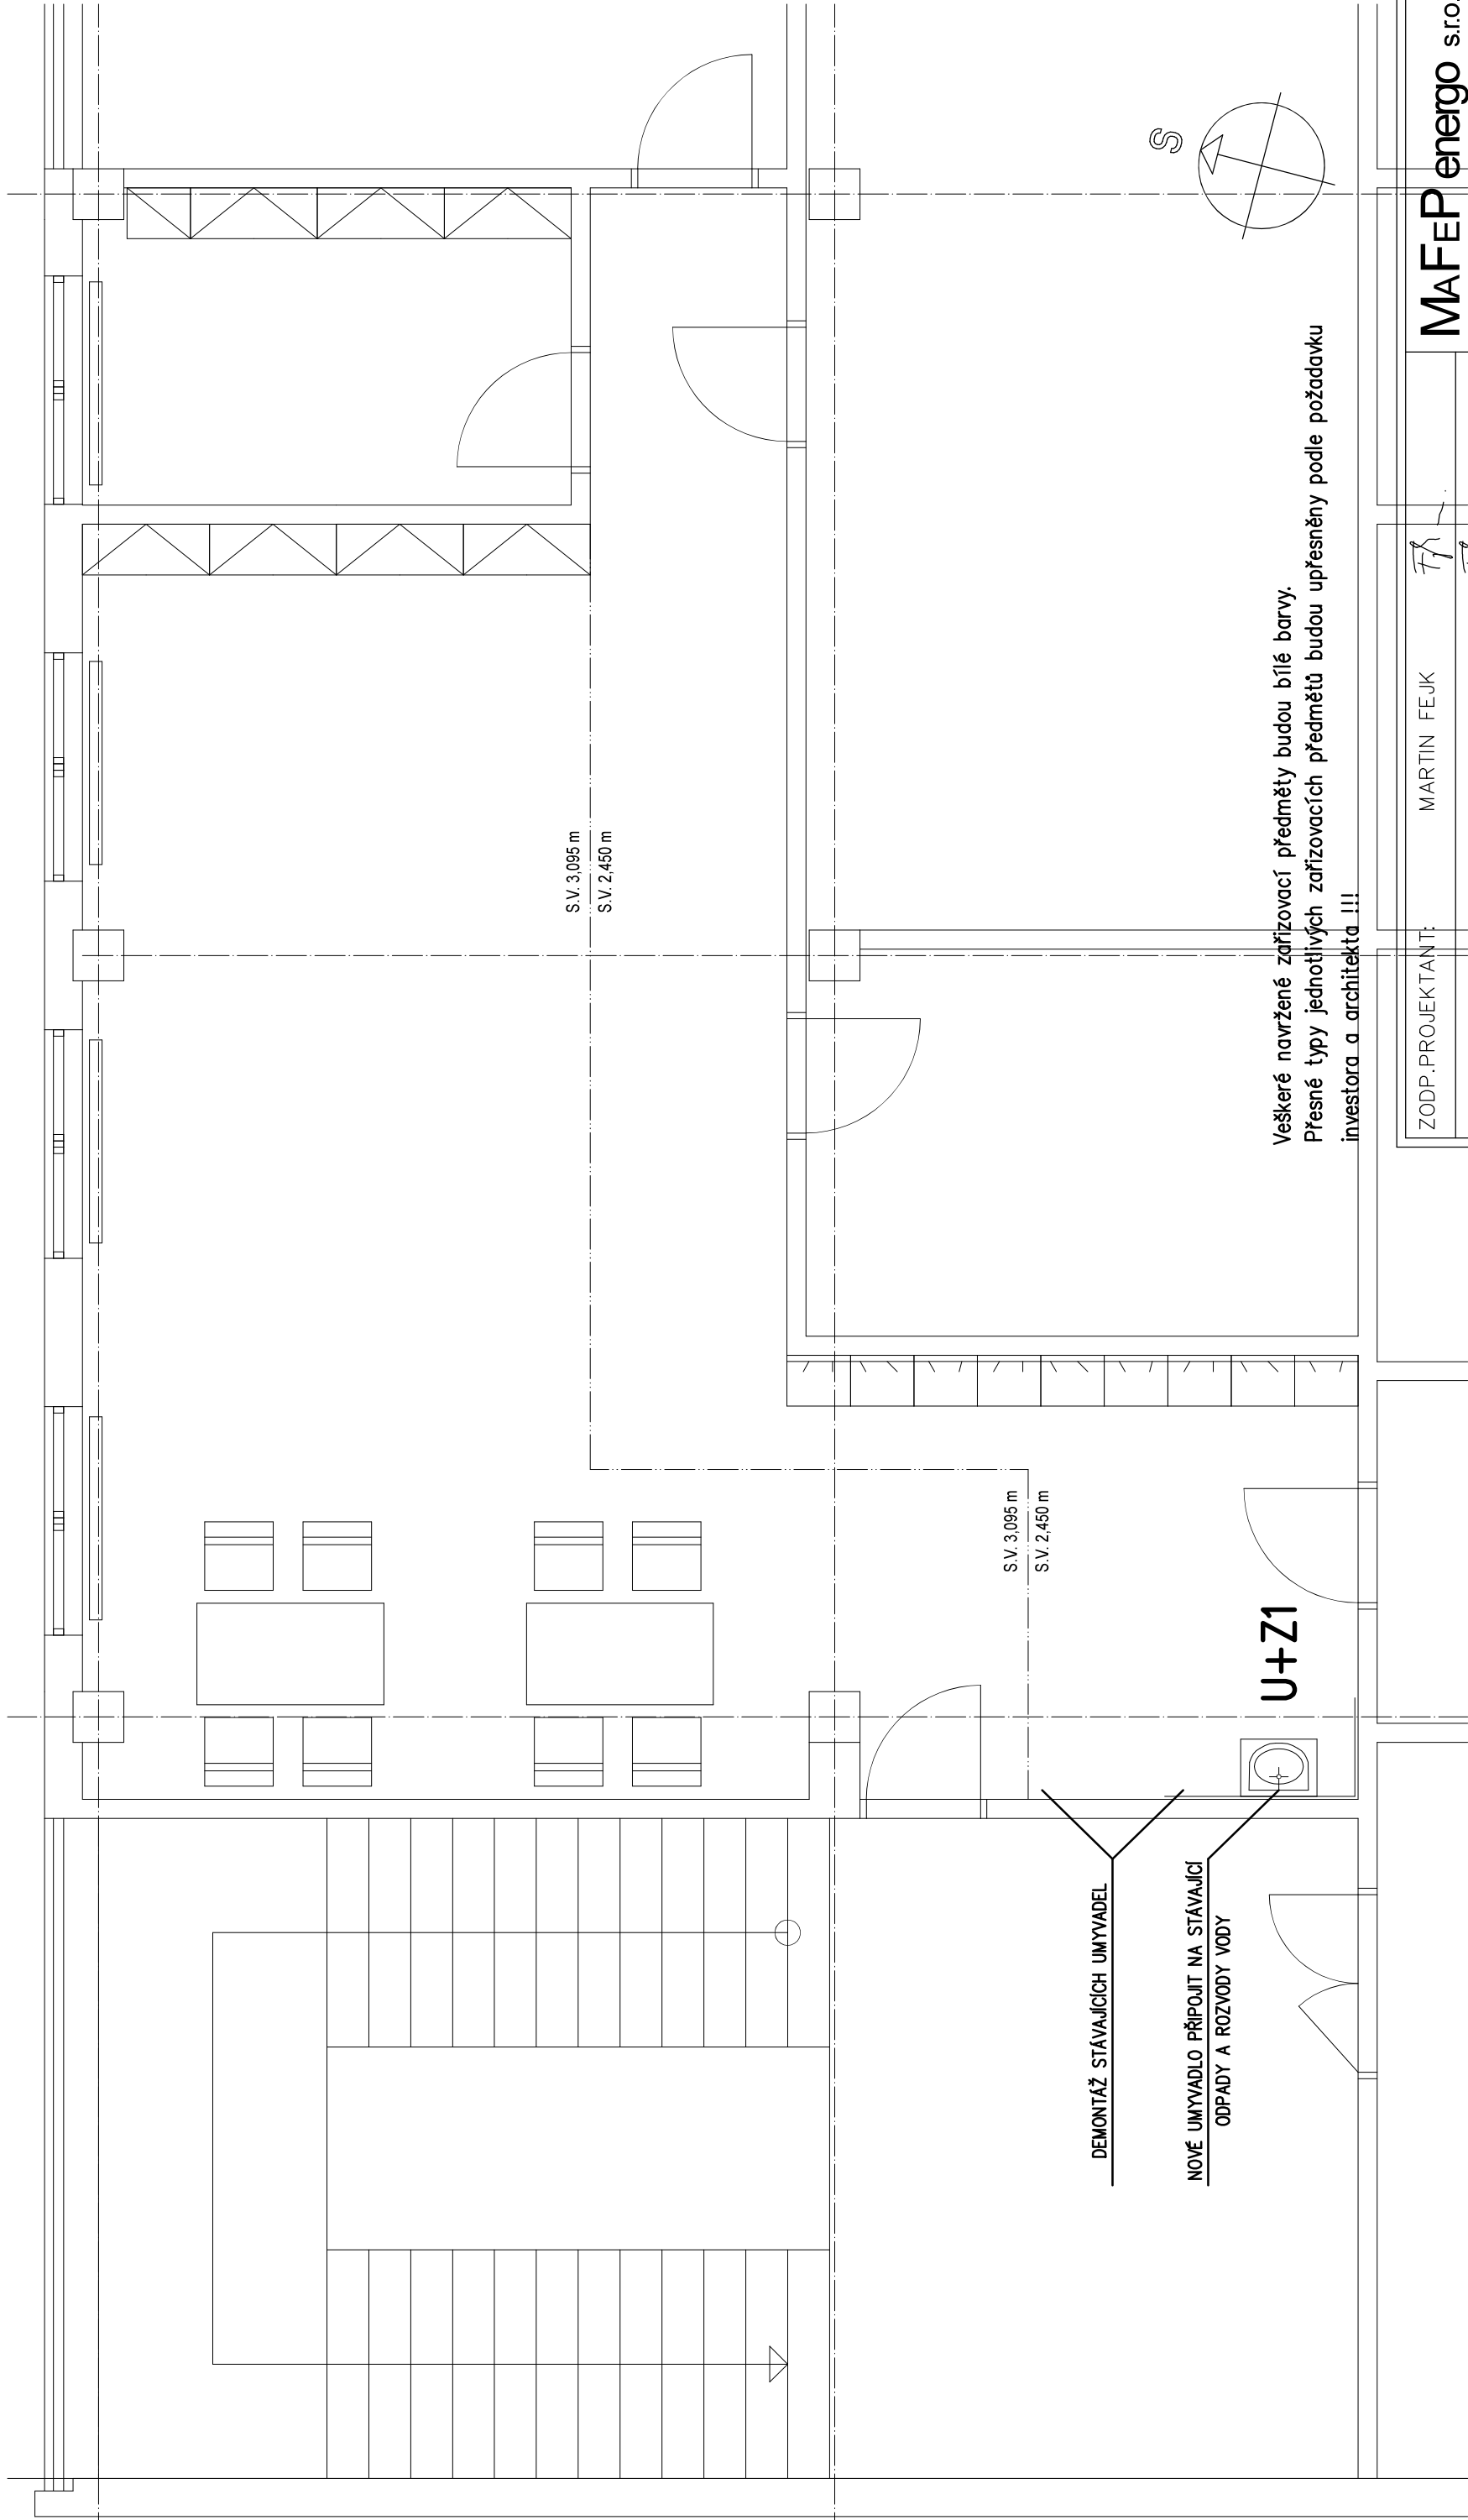 S.V. 3,095 m
S.V. 2,450 m
S.V. 3,095 m
S.V. 2,450 m
U+Z1
DEMONTÁŽ STÁVAJÍCÍCH UMYVADEL
NOVÉ UMYVADLO PŘIPOJIT NA STÁVAJÍCÍ
ODPADY A ROZVODY VODY
S
Veškeré navržené zařizovací předměty budou bílé barvy.
Přesné typy jednotlivých zařizovacích předmětů budou upřesněny podle požadavku
investora a architekta !!!
ZODP.PROJEKTANT: MARTIN FEJK
MAFEP energo s.r.o.